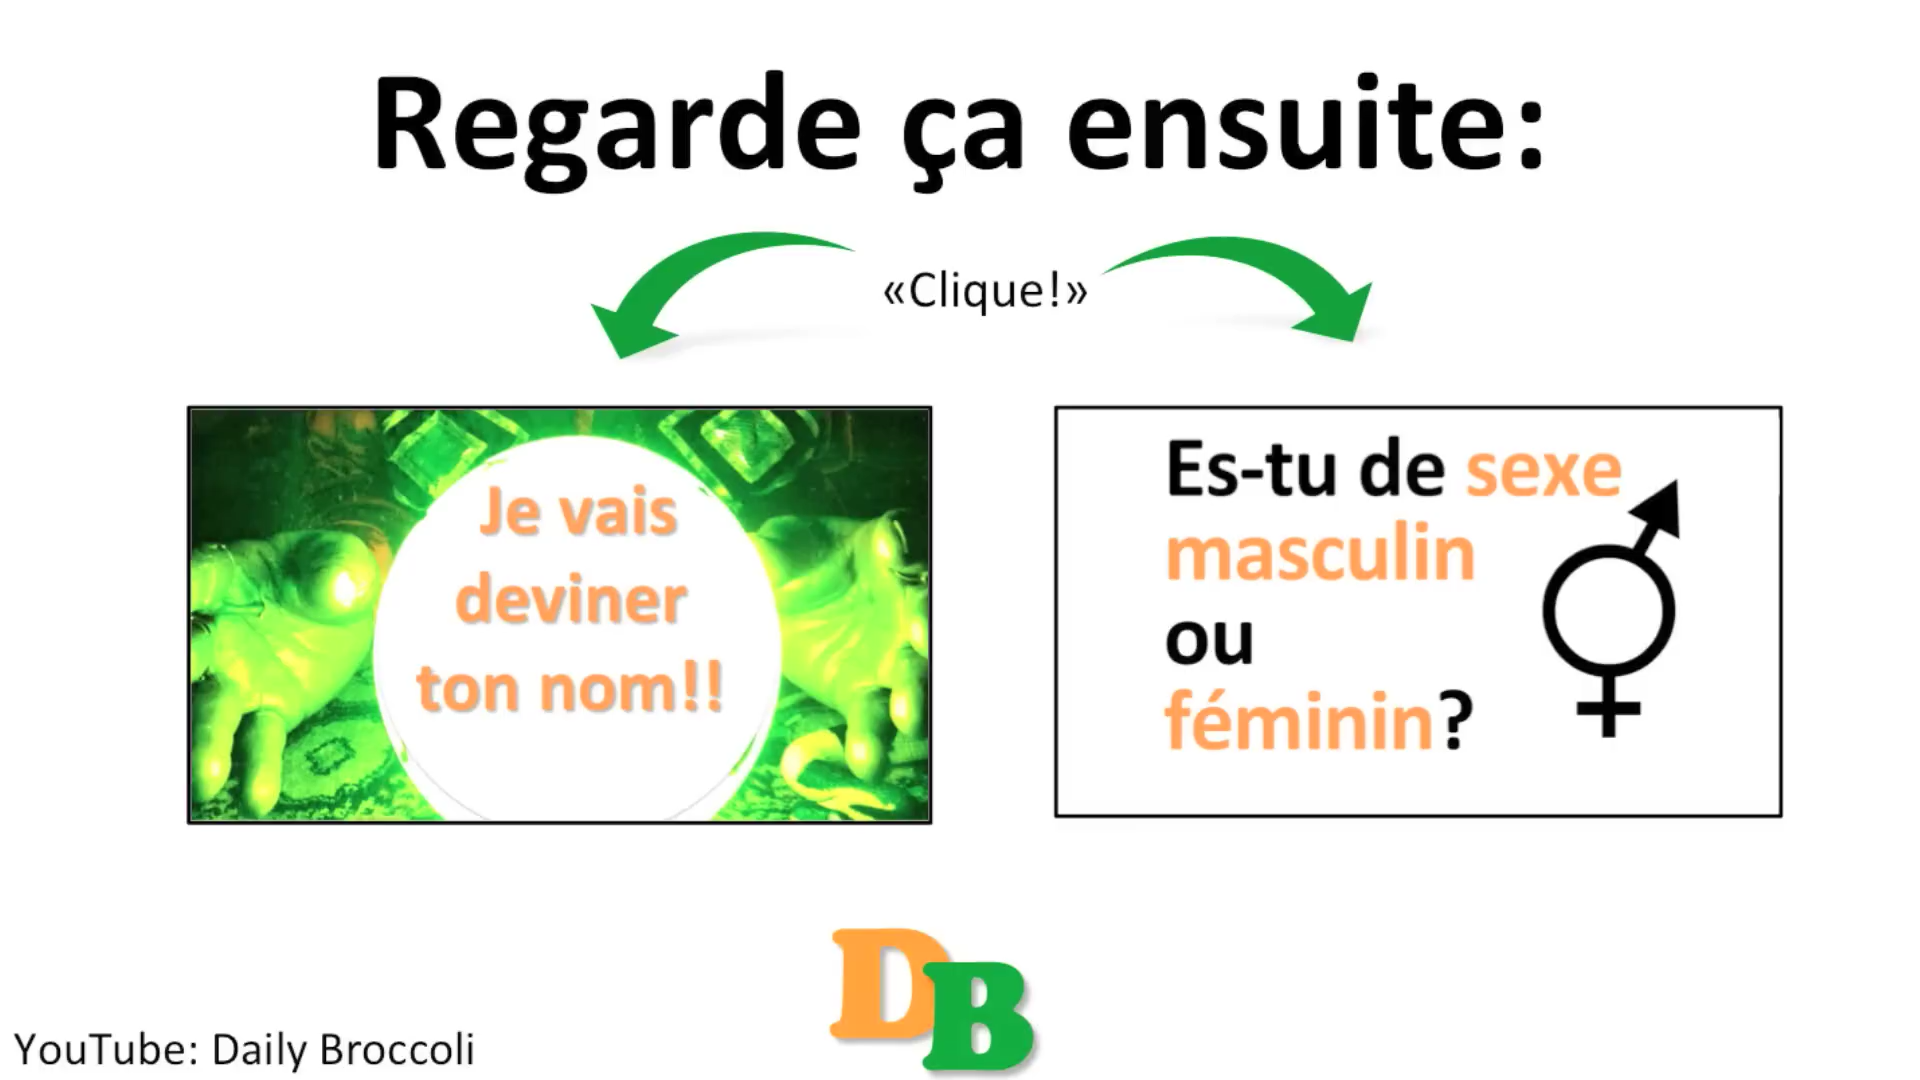 Regarde ça ensuite:
«Clique!»
Je vais
deviner
ton nom!!
Es-tu de sexe
masculin
ou
féminin?
DB
YouTube: Daily Broccoli